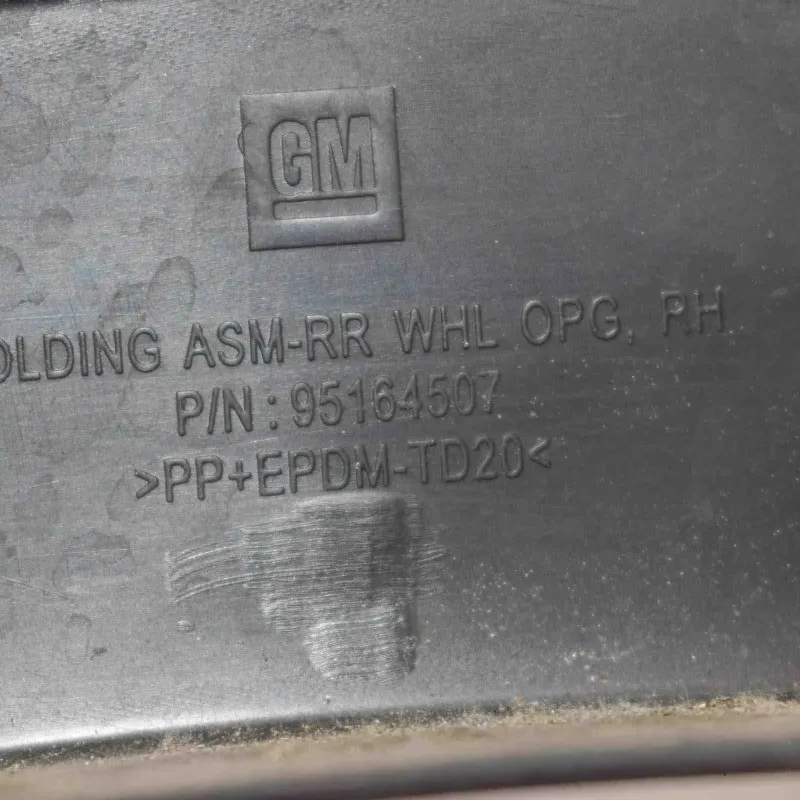 GM
OLDING ASM-RR WHL OPG, RH
P/N : 95164507
>PP+EPDM-TD20<